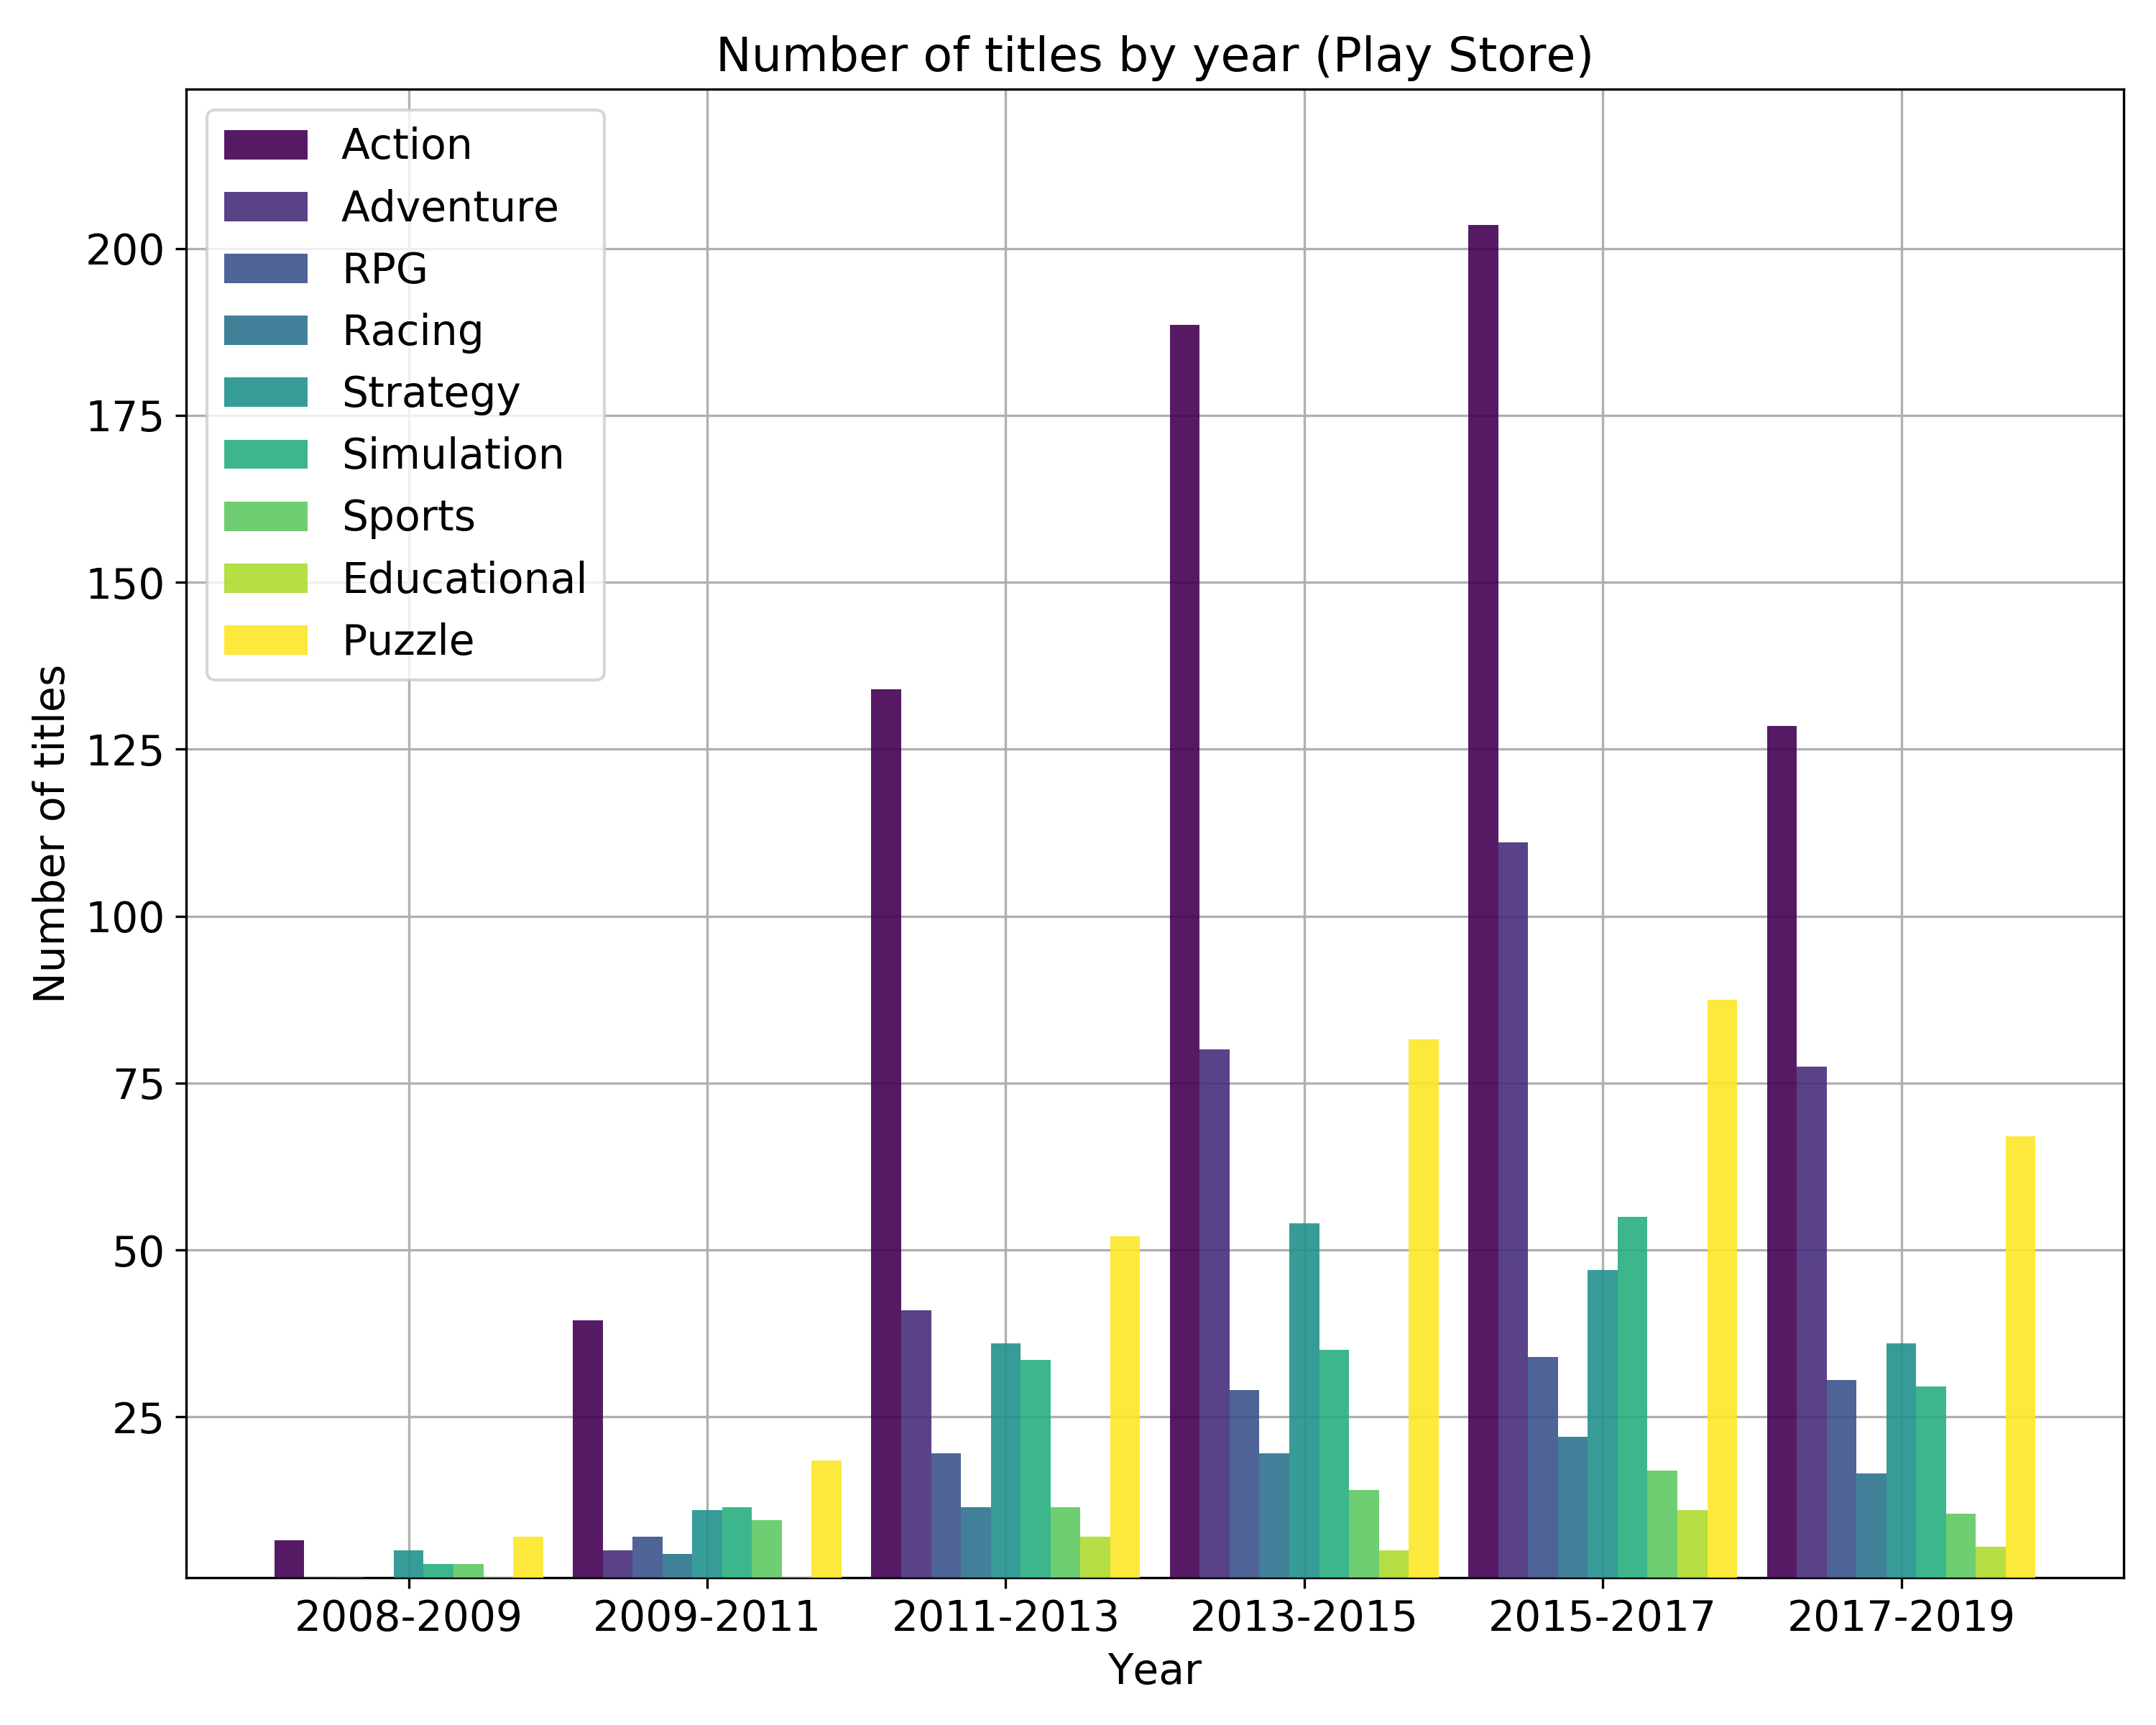 Number of titles by year (Play Store)
Action
Adventure
RPG
Racing
Strategy
Simulation
Sports
Educational
Puzzle
200
175
150
125
100
75
50
25
Number of titles
2008-2009
2009-2011
2011-2013
2013-2015
2015-2017
2017-2019
Year